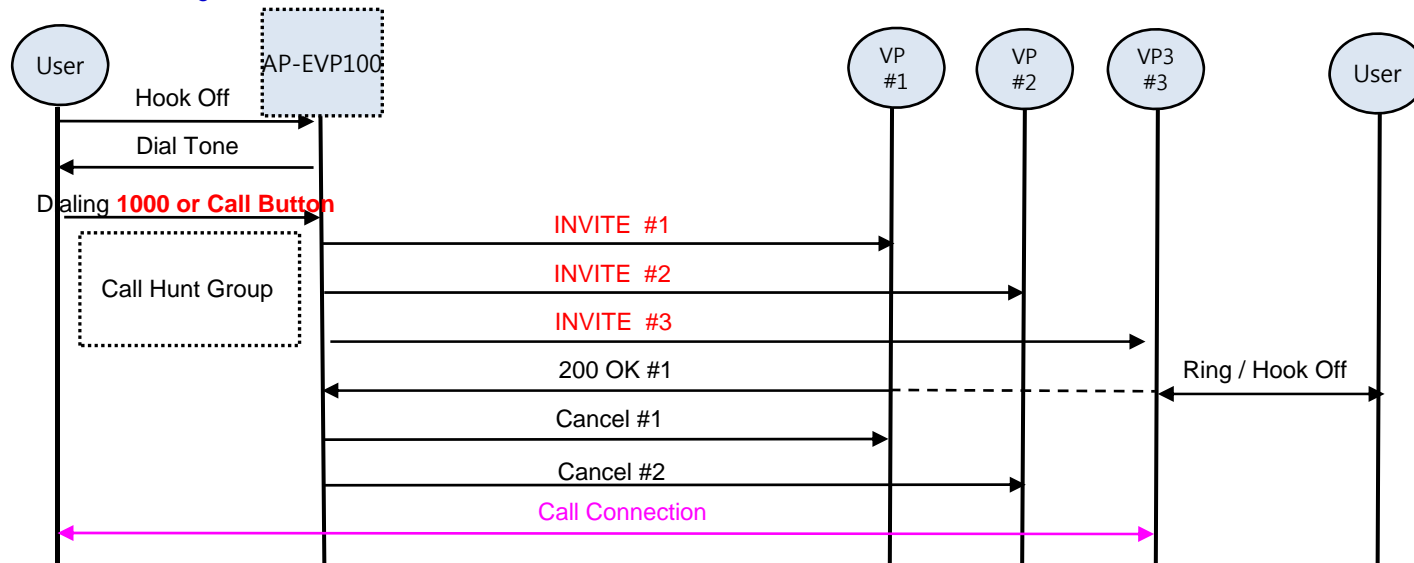 User
AP-EVP100
VP
#1
VP
#2
VP3
#3
User
Hook Off
Dial Tone
Dialing 1000 or Call Button
INVITE #1
INVITE #2
Call Hunt Group
INVITE #3
200 OK #1
Ring / Hook Off
Cancel #1
Cancel #2
Call Connection